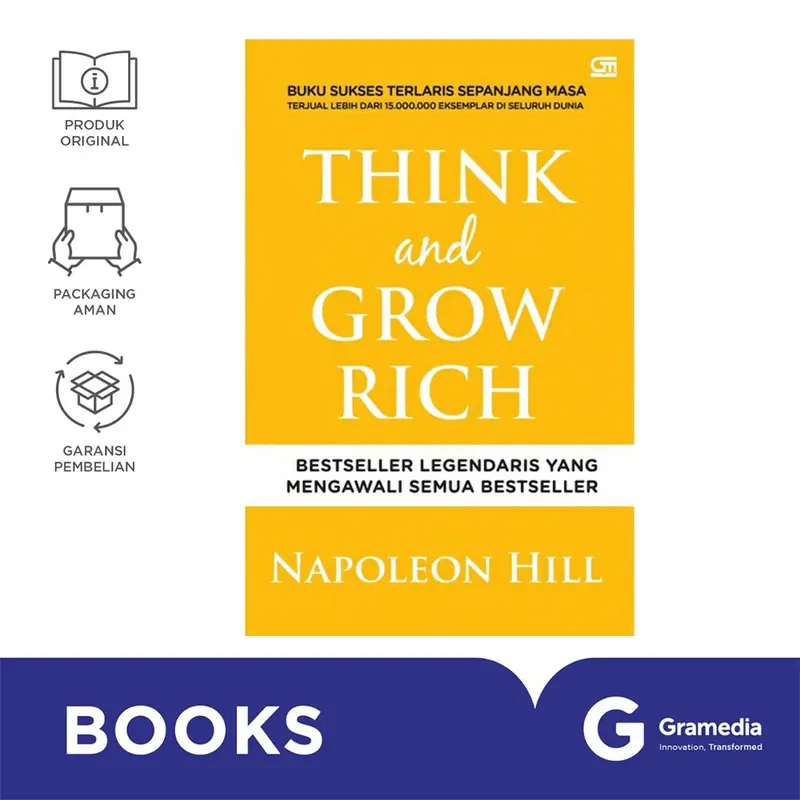 PRODUK
ORIGINAL
PACKAGING
AMAN
GARANSI
PEMBELIAN
GM
BUKU SUKSES TERLARIS SEPANJANG MASA
TERJUAL LEBIH DARI 15.000.000 EKSEMPLAR DI SELURUH DUNIA
THINK
and
GROW
RICH
BESTSELLER LEGENDARIS YANG
MENGAWALI SEMUA BESTSELLER
NAPOLEON HILL
BOOKS
G Gramedia
Innovation, Transformed